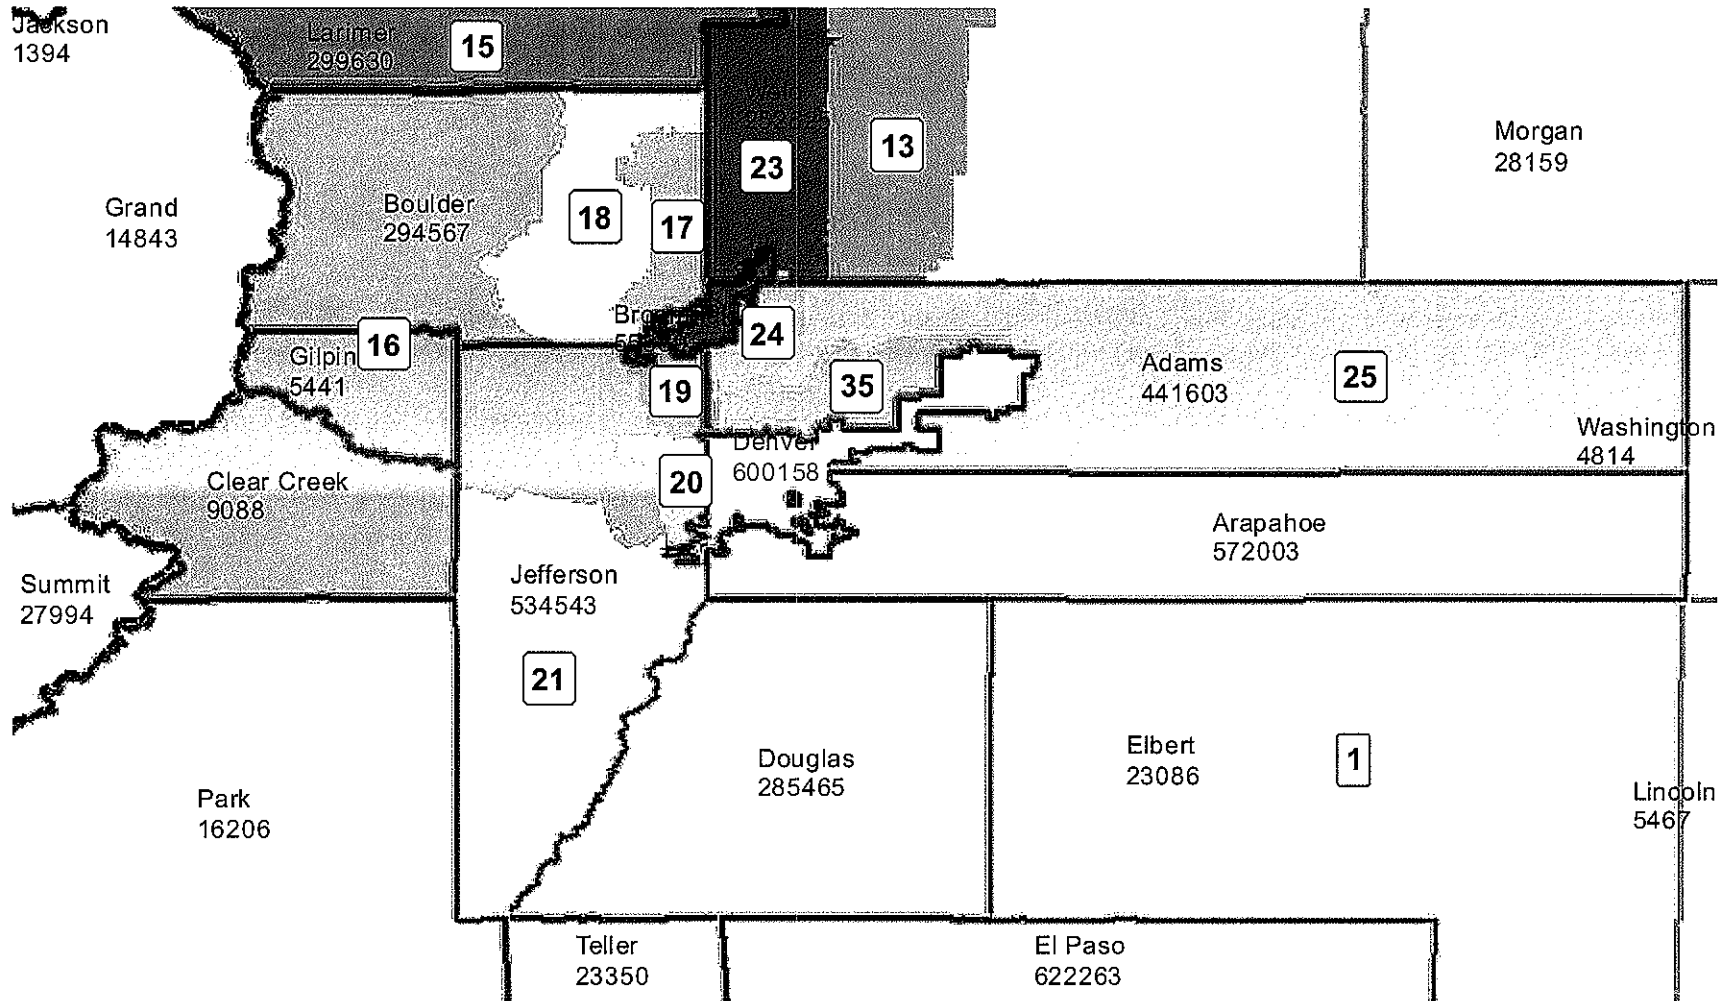 Jackson
1394
Larimer
299630
15
13
23
Morgan
28159
Grand
14843
Boulder
294567
18
17
24
Gilpin
5441
16
19
35
Adams
441603
25
Denver
600158
Washington
4814
Clear Creek
9088
20
Arapahoe
572003
Summit
27994
Jefferson
534543
21
Douglas
285465
Elbert
23086
1
Park
16206
Lincoln
5467
Teller
23350
El Paso
622263